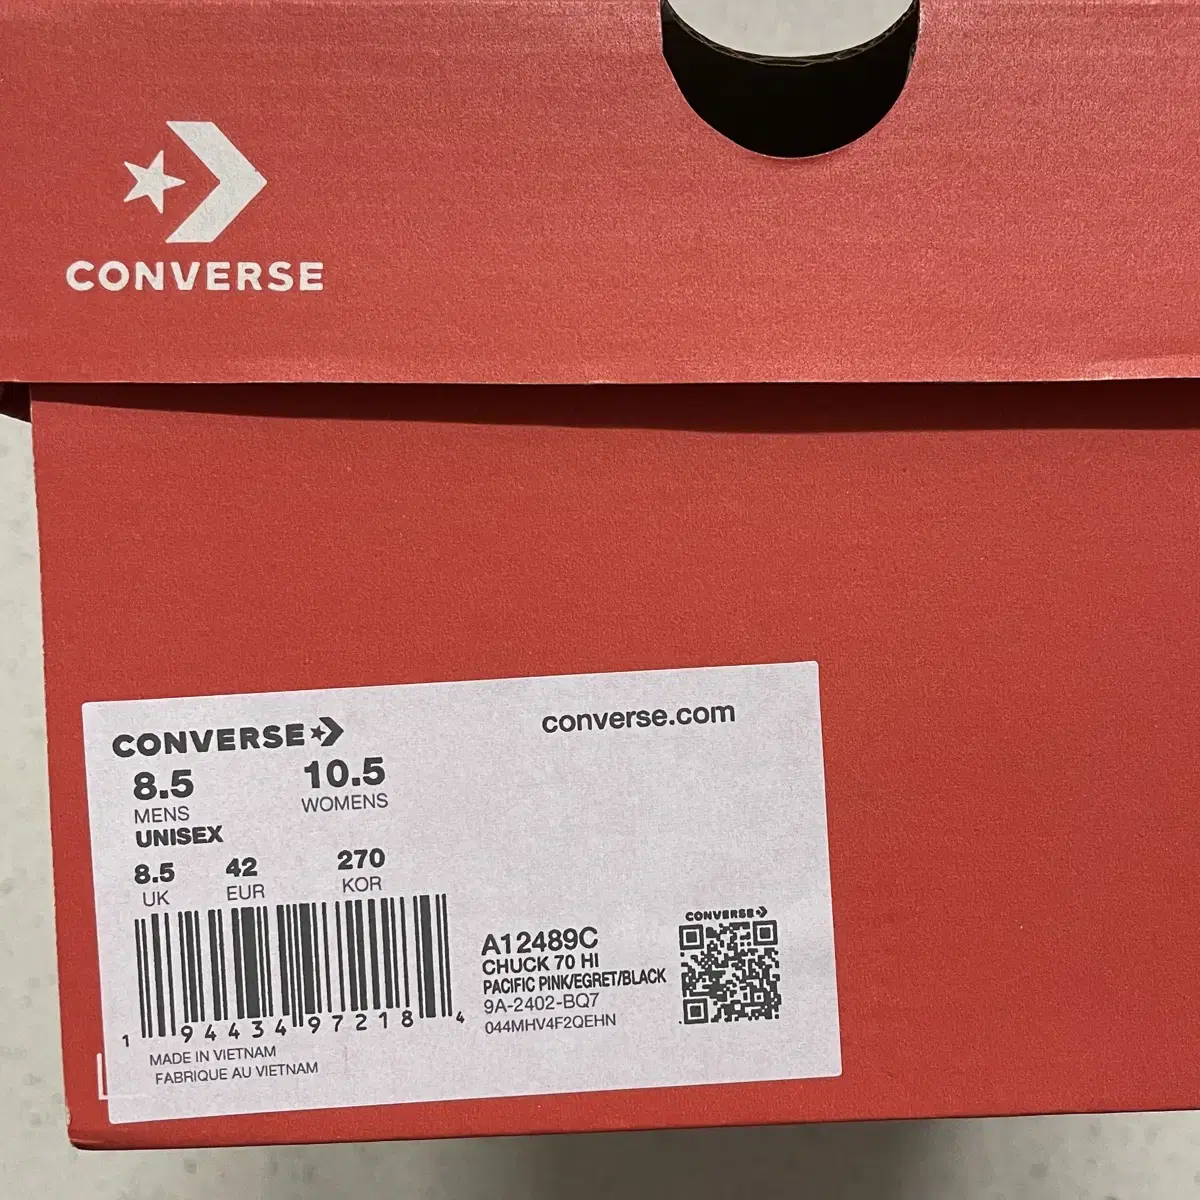 CONVERSE
CONVERSE
converse.com
8.5 10.5
MENS WOMENS
UNISEX
8.5 42 270
UK EUR KOR
1 94434 97218 4
MADE IN VIETNAM
FABRIQUE AU VIETNAM
A12489C
CHUCK 70 HI
PACIFIC PINK/EGRET/BLACK
9A-2402-BQ7
044MHV4F2QEHN
CONVERSE